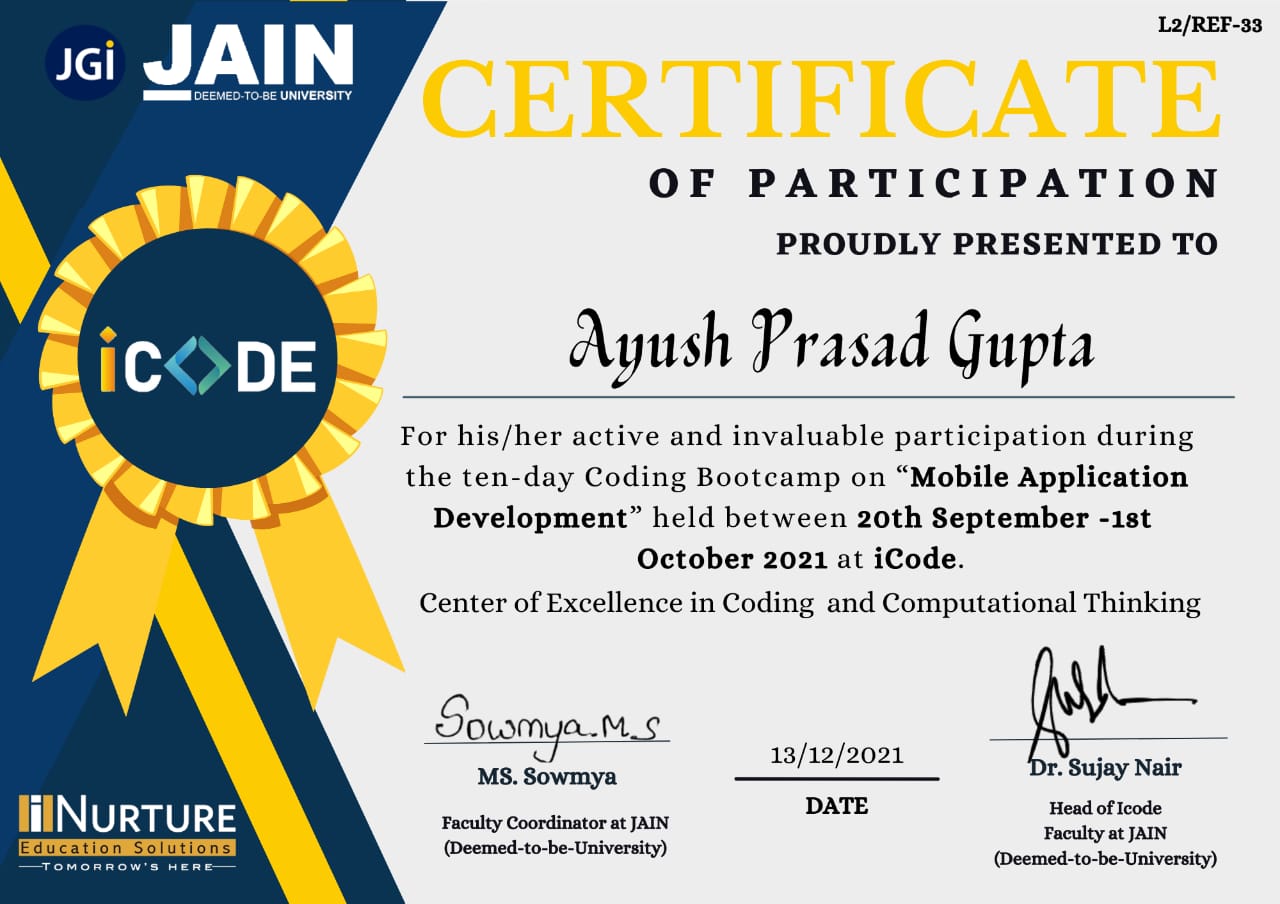 L2/REF-33
JGi
JAIN
DEEMED-TO-BE UNIVERSITY
CERTIFICATE
OF PARTICIPATION
PROUDLY PRESENTED TO
Ayush Prasad Gupta
iCODE
For his/her active and invaluable participation during
the ten-day Coding Bootcamp on “Mobile Application
Development” held between 20th September -1st
October 2021 at iCode.
Center of Excellence in Coding and Computational Thinking
Sowmya.M.S
MS. Sowmya
Faculty Coordinator at JAIN
(Deemed-to-be-University)
13/12/2021
DATE
Dr. Sujay Nair
Head of Icode
Faculty at JAIN
(Deemed-to-be-University)
NURTURE
Education Solutions
TOMORROW'S HERE